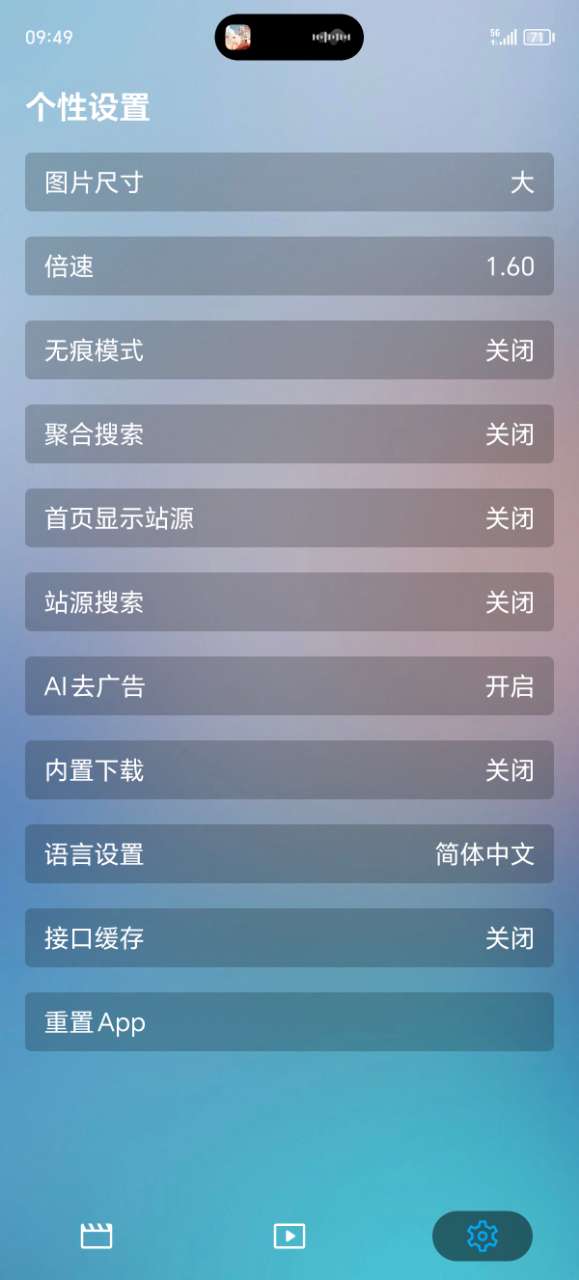 09:49
5G
71
个性设置
图片尺寸 大
倍速 1.60
无痕模式 关闭
聚合搜索 关闭
首页显示站源 关闭
站源搜索 关闭
AI去广告 开启
内置下载 关闭
语言设置 简体中文
接口缓存 关闭
重置App